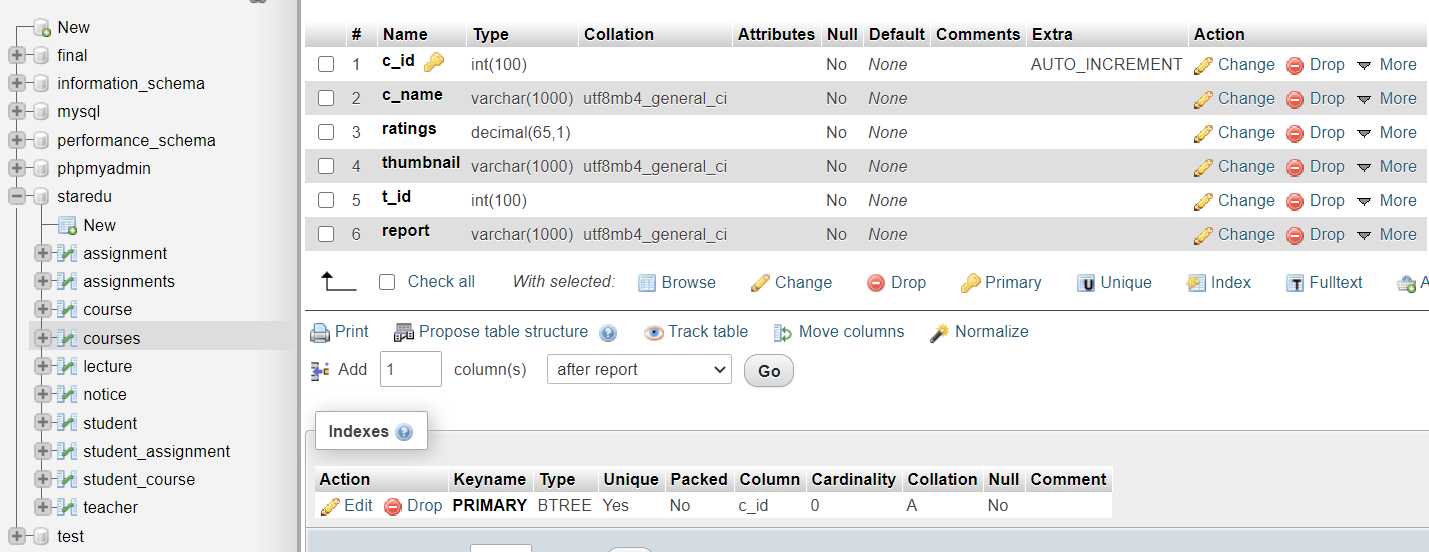 New
final
information_schema
mysql
performance_schema
phpmyadmin
staredu
New
assignment
assignments
course
courses
lecture
notice
student
student_assignment
student_course
teacher
test
# Name Type Collation Attributes Null Default Comments Extra Action
1 c_id int(100) No None AUTO_INCREMENT Change Drop More
2 c_name varchar(1000) utf8mb4_general_ci No None Change Drop More
3 ratings decimal(65,1) No None Change Drop More
4 thumbnail varchar(1000) utf8mb4_general_ci No None Change Drop More
5 t_id int(100) No None Change Drop More
6 report varchar(1000) utf8mb4_general_ci No None Change Drop More
Check all With selected: Browse Change Drop Primary Unique Index Fulltext A
Print Propose table structure Track table Move columns Normalize
Add 1 column(s) after report Go
Indexes
Action Keyname Type Unique Packed Column Cardinality Collation Null Comment
Edit Drop PRIMARY BTREE Yes No c_id 0 A No